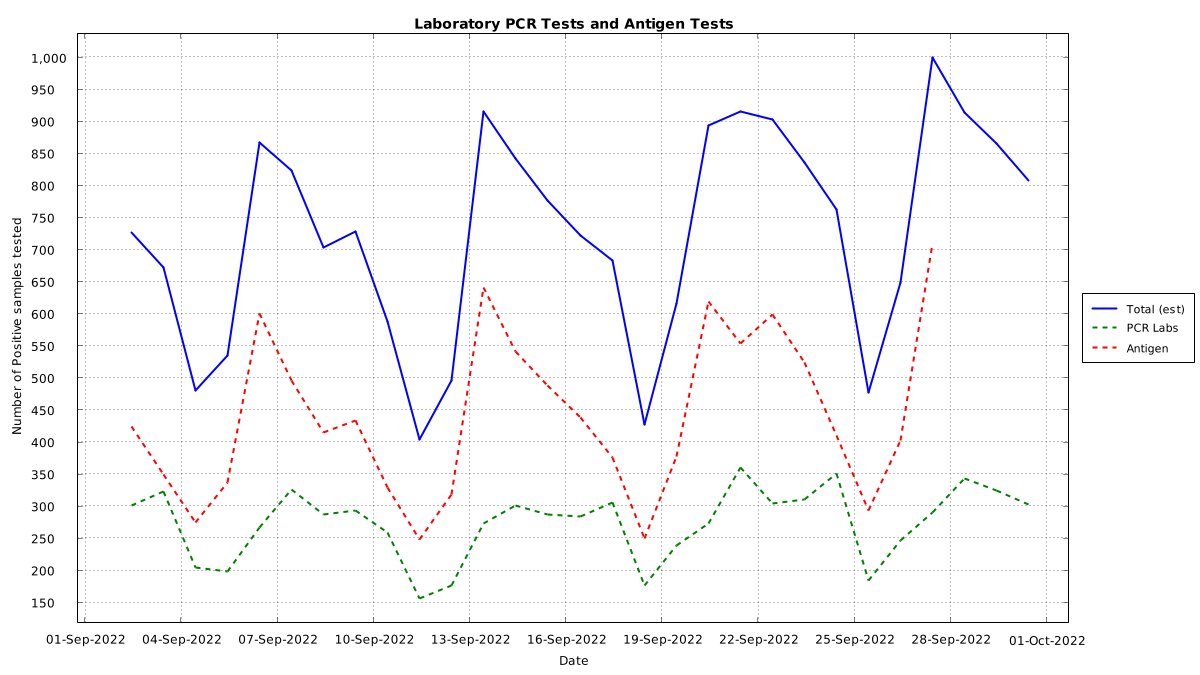 Laboratory PCR Tests and Antigen Tests
Number of Positive samples tested
1,000
950
900
850
800
750
700
650
600
550
500
450
400
350
300
250
200
150
01-Sep-2022 04-Sep-2022 07-Sep-2022 10-Sep-2022 13-Sep-2022 16-Sep-2022 19-Sep-2022 22-Sep-2022 25-Sep-2022 28-Sep-2022 01-Oct-2022
Date
Total (est)
PCR Labs
Antigen